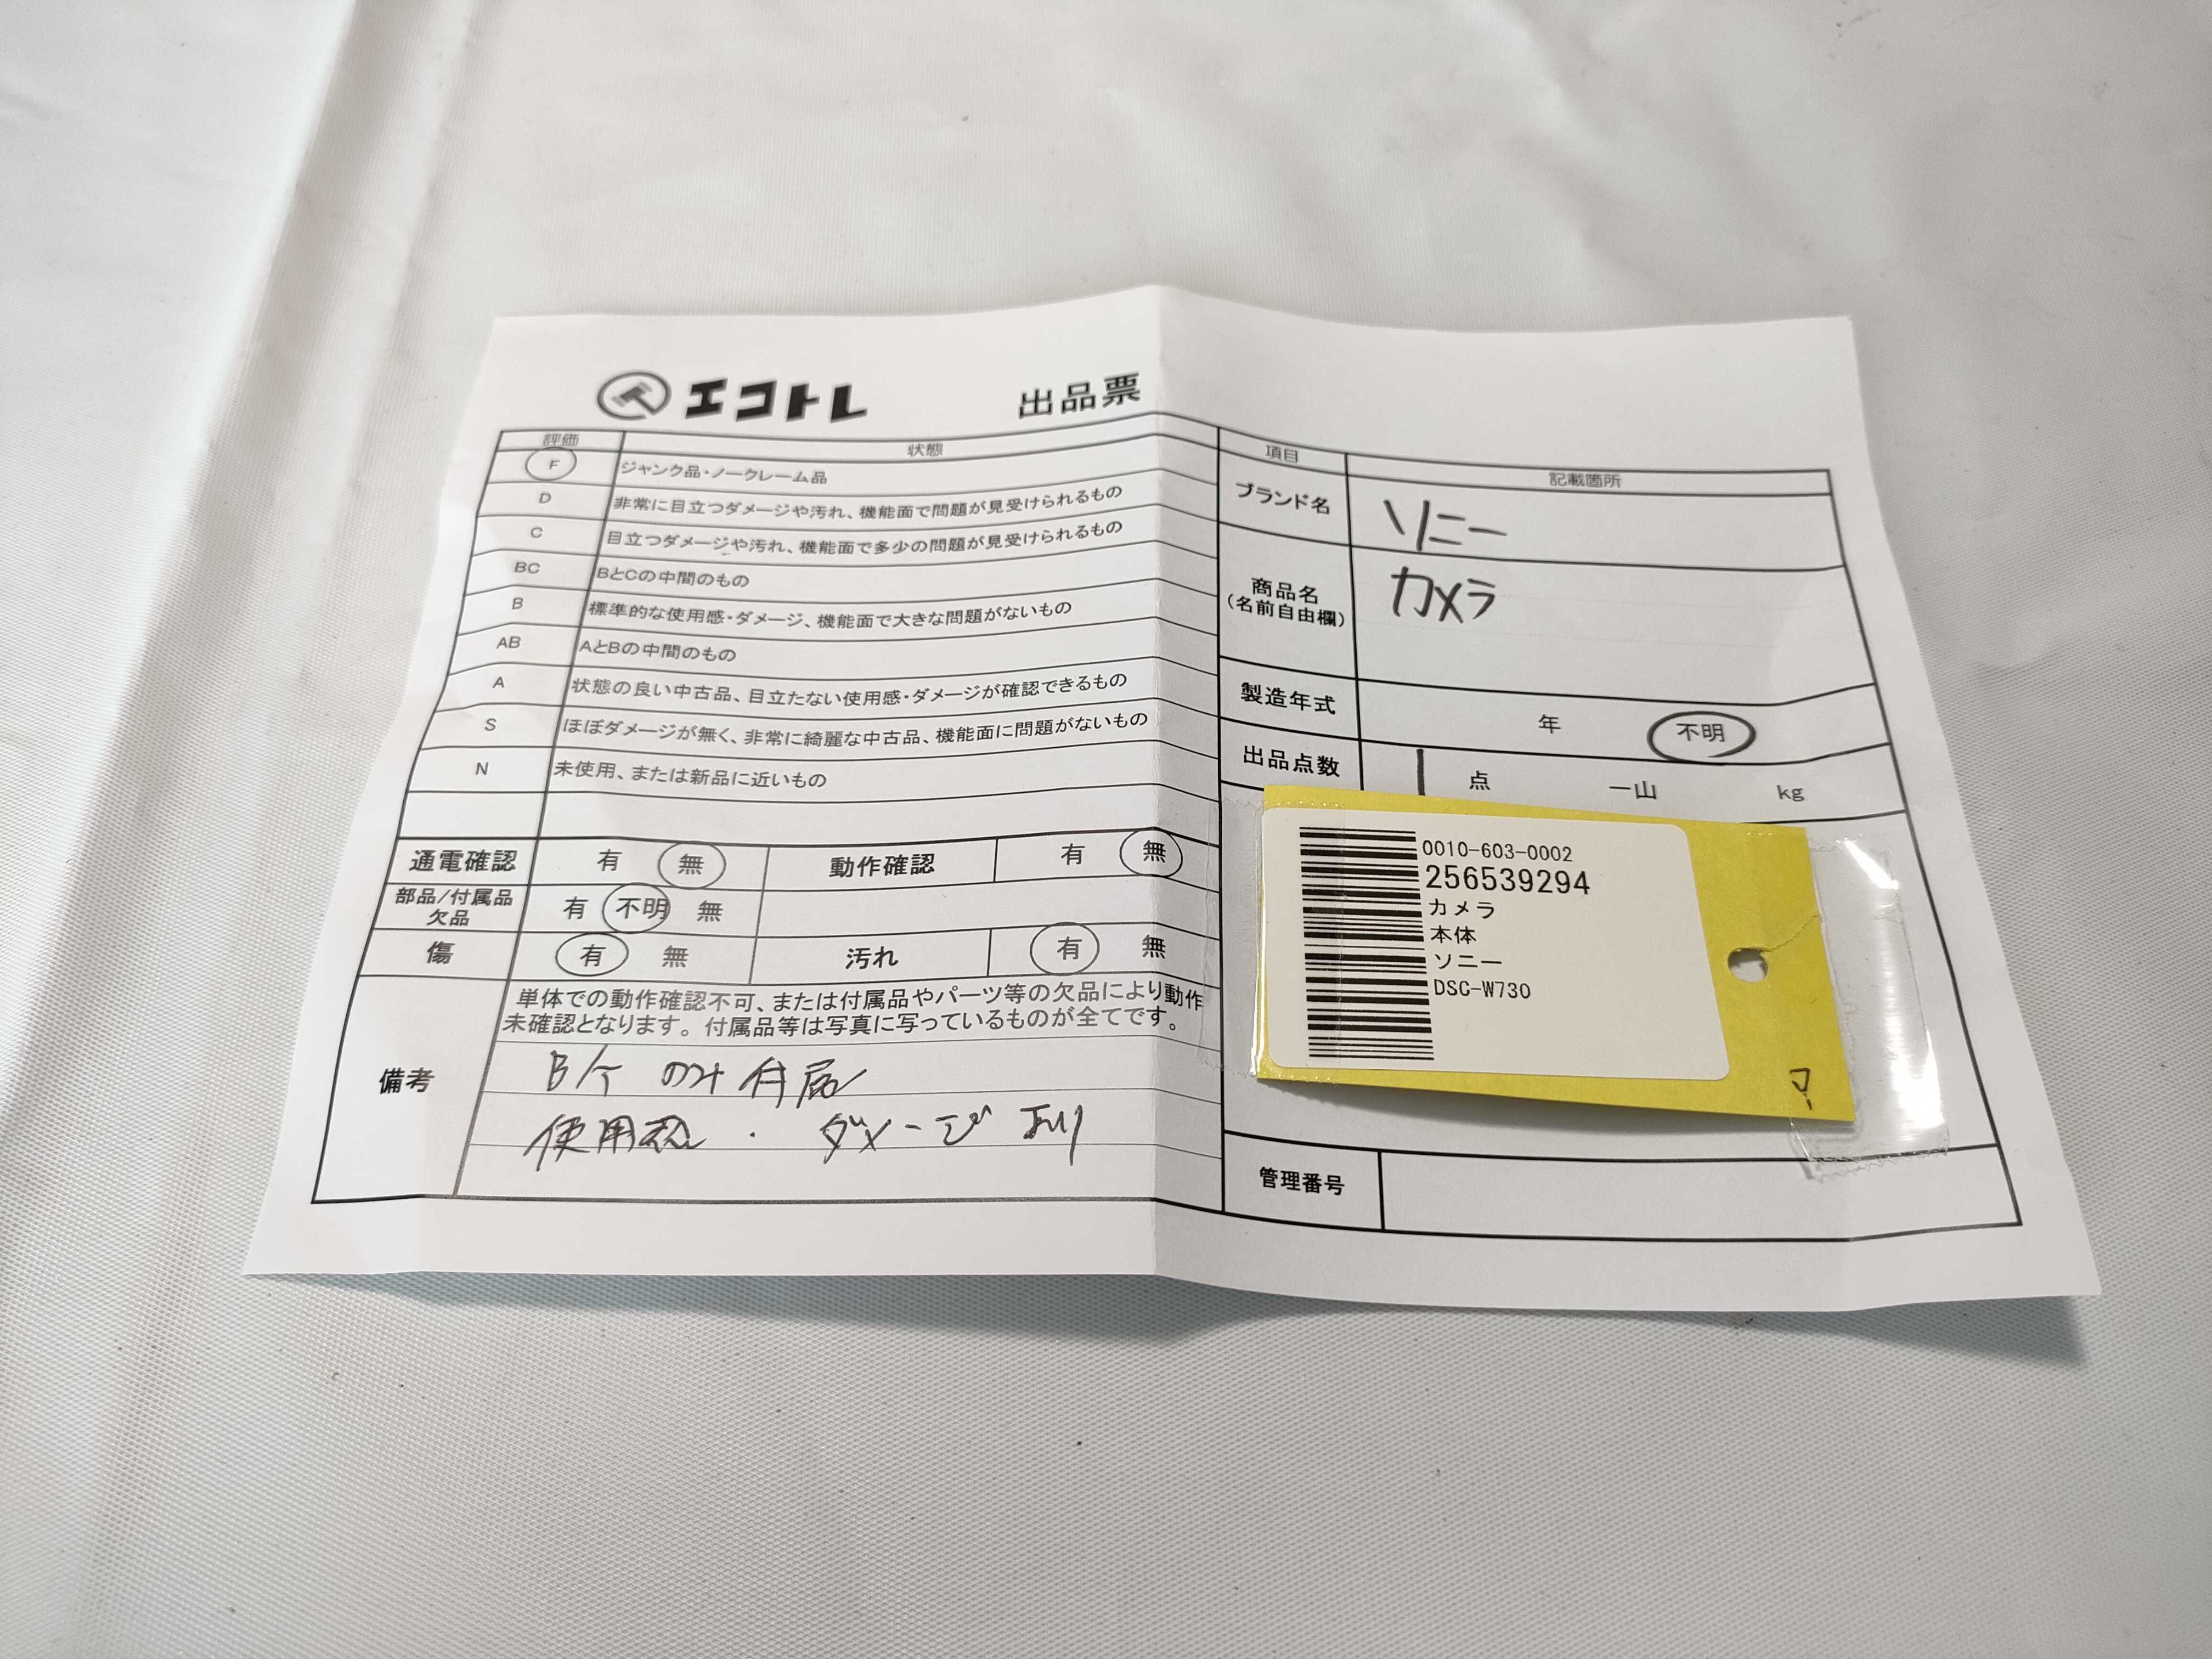 エコトレ 出品票
評価 状態
F ジャンク品・ノークレーム品
D 非常に目立つダメージや汚れ、機能面で問題が見受けられるもの
C 目立つダメージや汚れ、機能面で多少の問題が見受けられるもの
BC BとCの中間のもの
B 標準的な使用感・ダメージ、機能面で大きな問題がないもの
AB AとBの中間のもの
A 状態の良い中古品、目立たない使用感・ダメージが確認できるもの
S ほぼダメージが無く、非常に綺麗な中古品、機能面に問題がないもの
N 未使用、または新品に近いもの
通電確認 有 無 動作確認 有 無
部品/付属品
欠品 有 不明 無
傷 有 無 汚れ 有 無
備考
単体での動作確認不可、または付属品やパーツ等の欠品により動作
未確認となります。付属品等は写真に写っているものが全てです。
B/T のみ付属
使用感・ダメージあり
項目 記載箇所
ブランド名 ソニー
商品名
(名前自由欄) カメラ
製造年式 年 不明
出品点数 1 点 一山 kg
0010-603-0002
256539294
カメラ
本体
ソニー
DSC-W730
管理番号